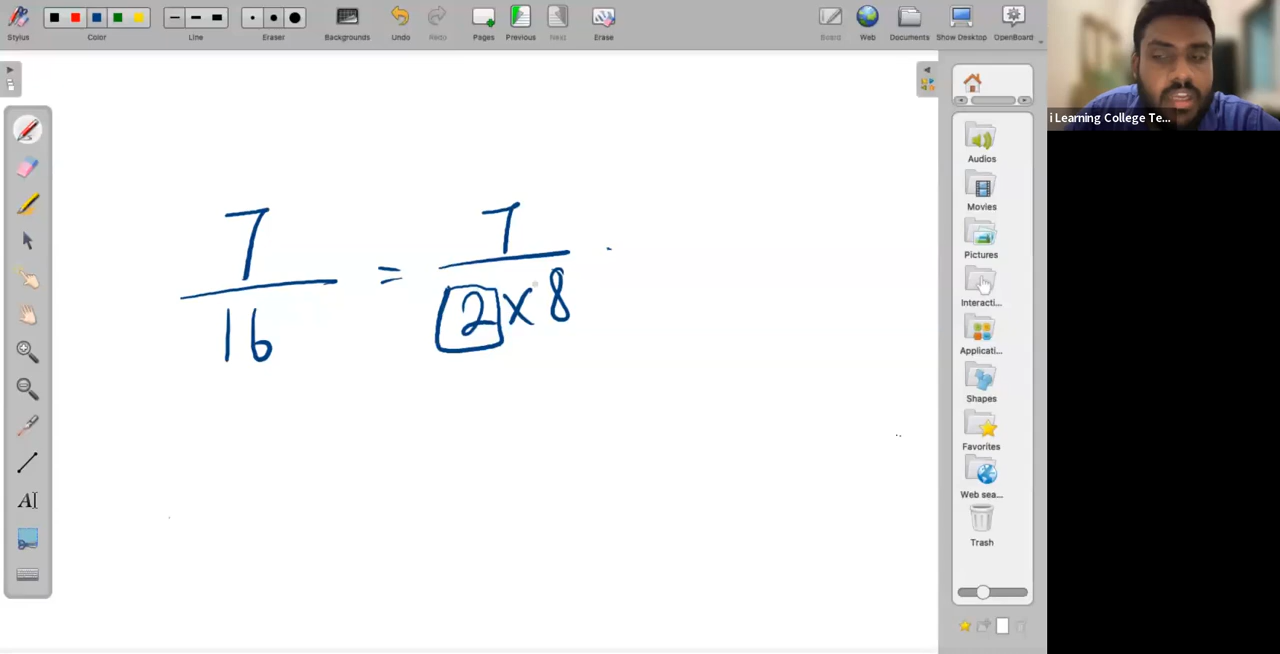 Stylus
Color
Line
Eraser
Backgrounds
Undo
Redo
Pages
Previous
Next
Erase
Board
Web
Documents
Show Desktop
OpenBoard
i Learning College Te...
Audios
Movies
Pictures
Interacti...
Applicati...
Shapes
Favorites
Web sea...
Trash
AI
7/16 = 7/(2 x 8)